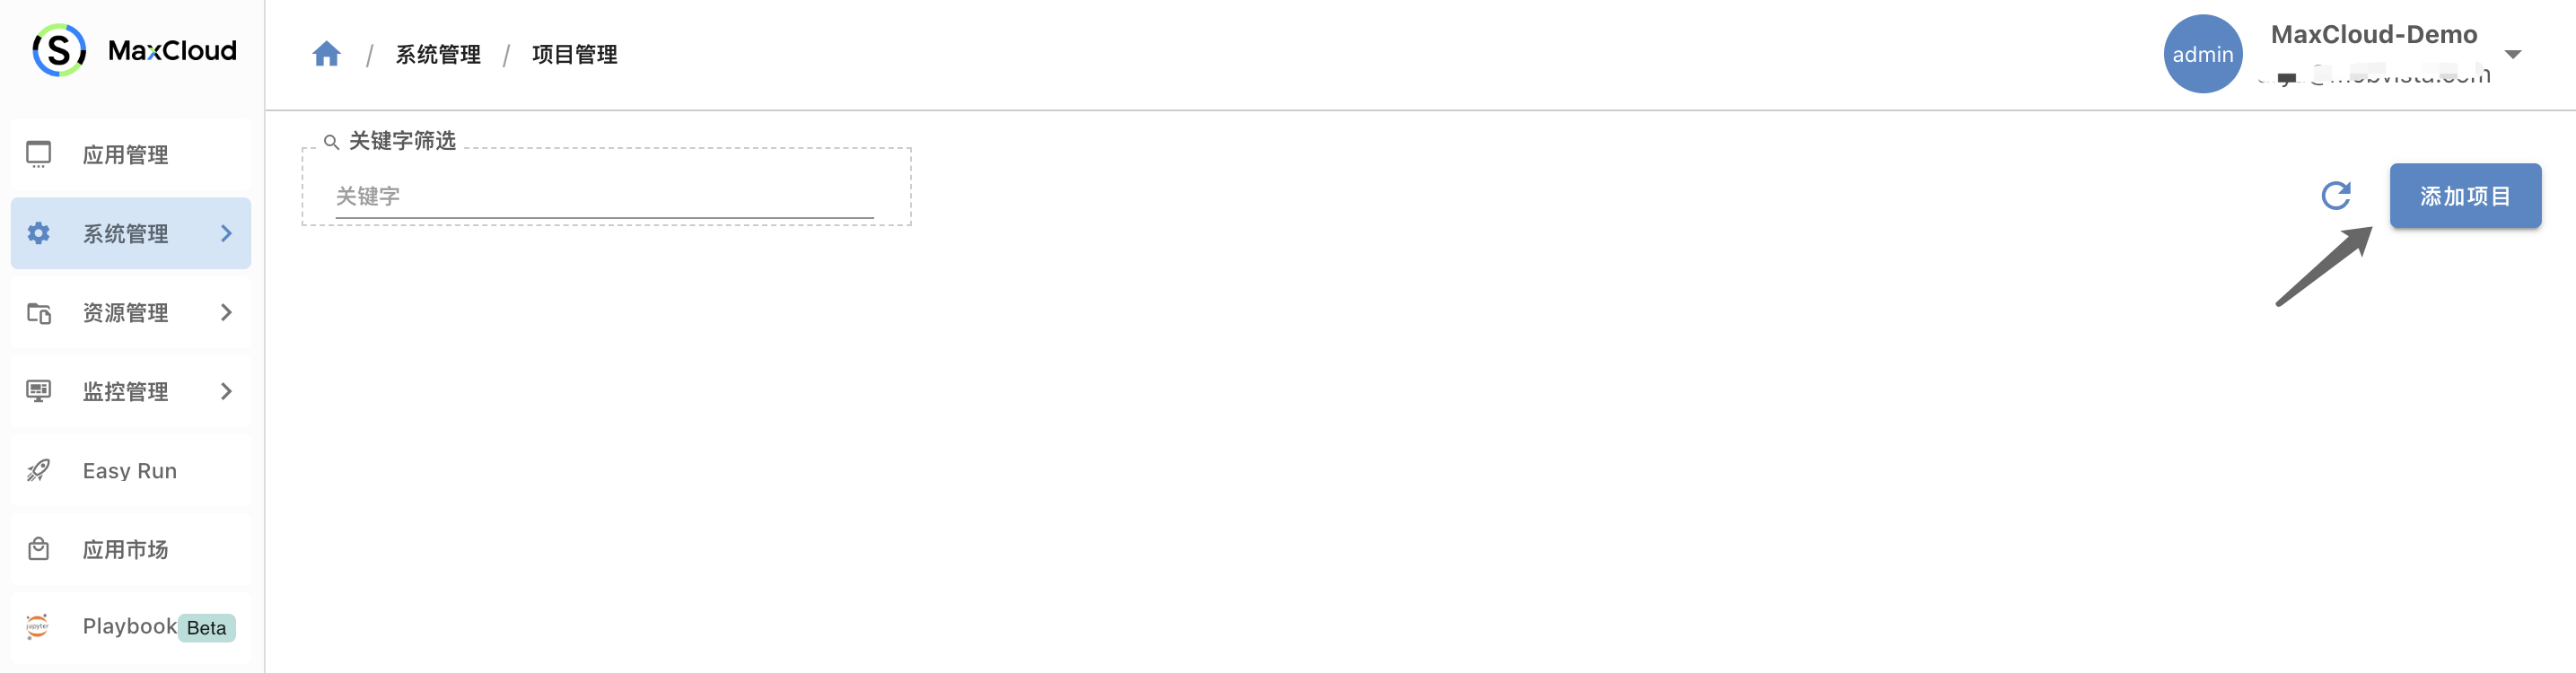 MaxCloud
/ 系统管理 / 项目管理
admin
MaxCloud-Demo
应用管理
系统管理
资源管理
监控管理
Easy Run
应用市场
Playbook Beta
关键字筛选
关键字
添加项目